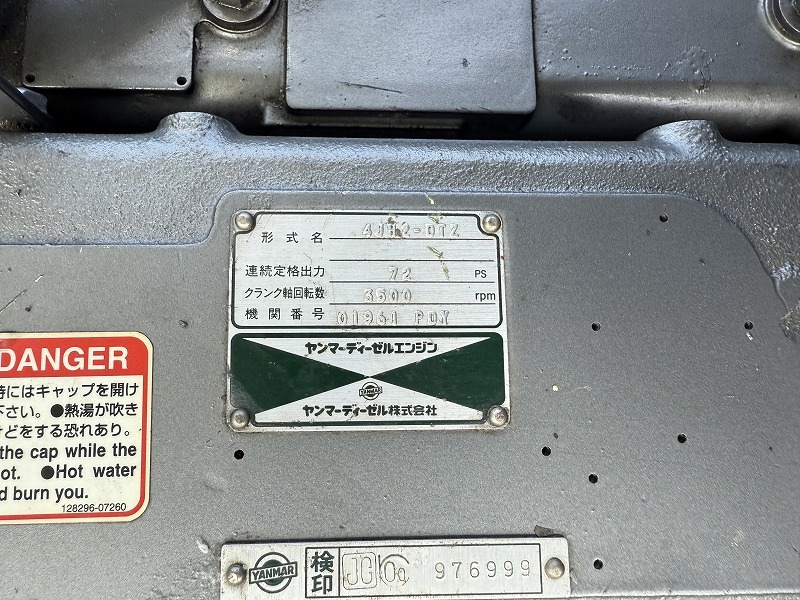 形式名 4JH2-DTZ
連続定格出力 72 PS
クランク軸回転数 3500 rpm
機関番号 01961 PDY
ヤンマーディーゼルエンジン
YANMAR
ヤンマーディーゼル株式会社
DANGER
時にはキャップを開け
下さい。●熱湯が吹き
けどをする恐れあり。
the cap while the
ot. ●Hot water
d burn you.
128296-07260
YANMAR 検印 JG 976999